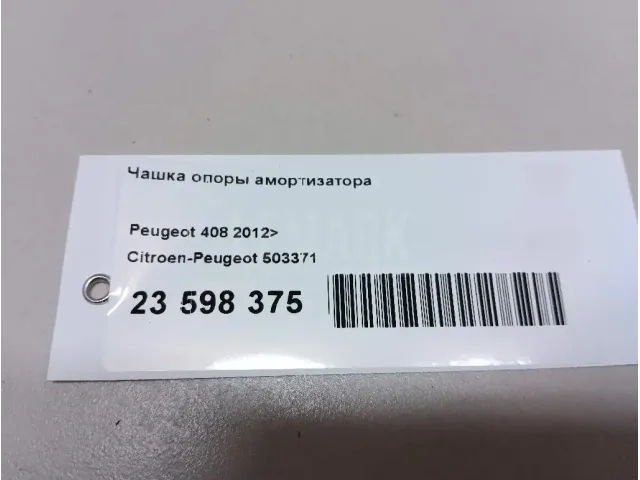 Чашка опоры амортизатора
Peugeot 408 2012>
Citroen-Peugeot 503371
23 598 375